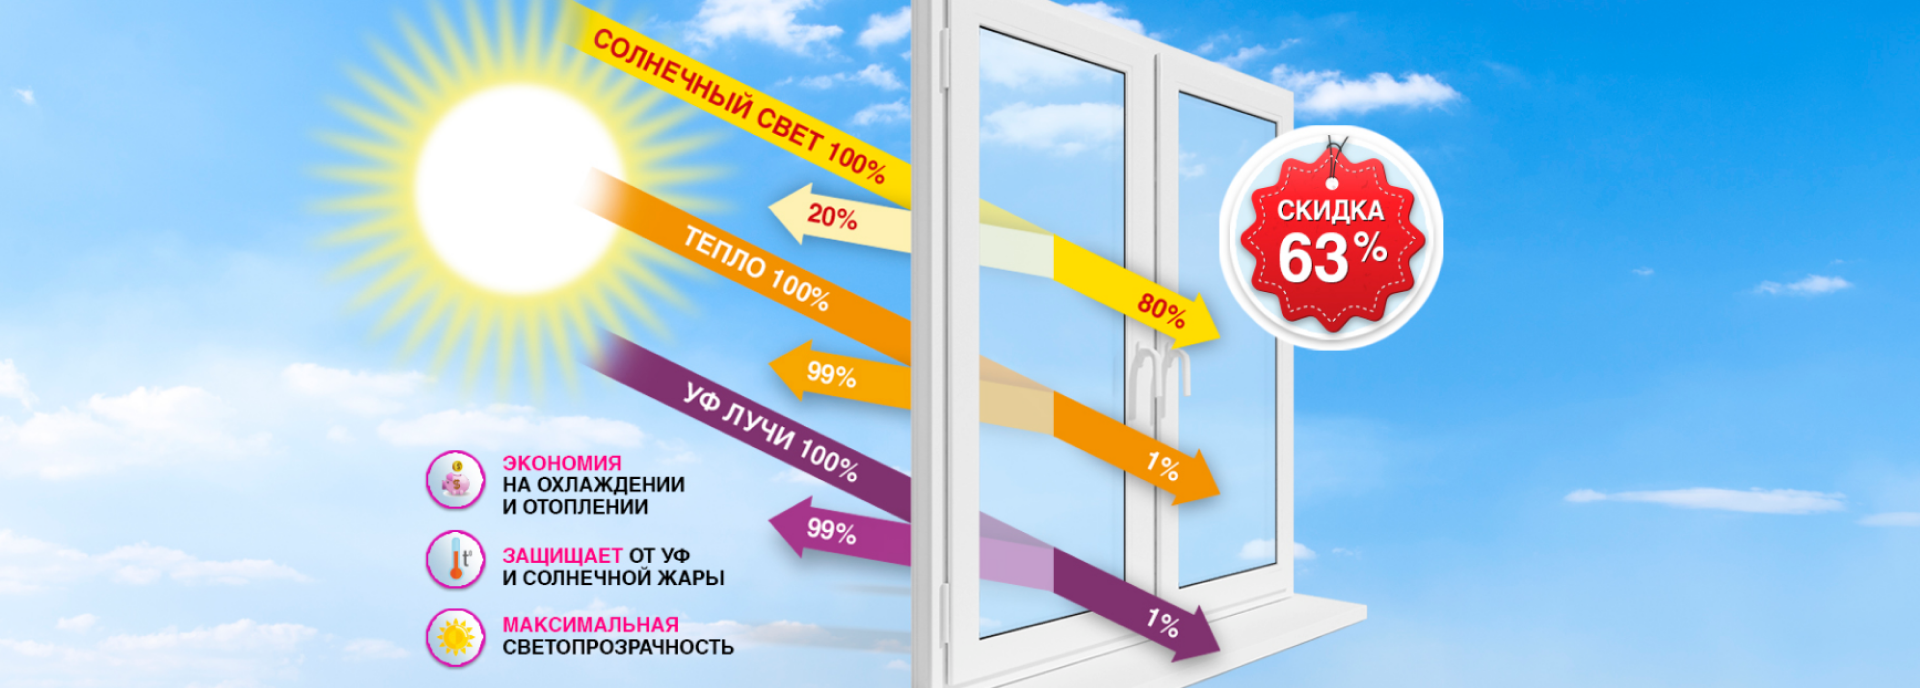 СОЛНЕЧНЫЙ СВЕТ 100%
20%
80%
ТЕПЛО 100%
99%
1%
УФ ЛУЧИ 100%
99%
1%
СКИДКА
63%
ЭКОНОМИЯ
НА ОХЛАЖДЕНИИ
И ОТОПЛЕНИИ
t°
ЗАЩИЩАЕТ ОТ УФ
И СОЛНЕЧНОЙ ЖАРЫ
МАКСИМАЛЬНАЯ
СВЕТОПРОЗРАЧНОСТЬ